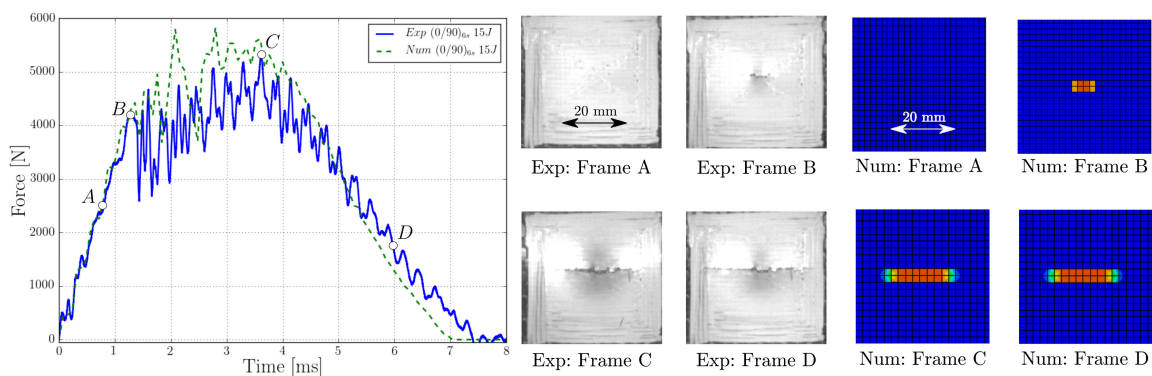 6000
5000
4000
3000
2000
1000
0
Force [N]
0 1 2 3 4 5 6 7 8
Time [ms]
Exp (0/90)6s 15J
Num (0/90)6s 15J
A
B
C
D
20 mm
Exp: Frame A
Exp: Frame B
20 mm
Num: Frame A
Num: Frame B
Exp: Frame C
Exp: Frame D
Num: Frame C
Num: Frame D